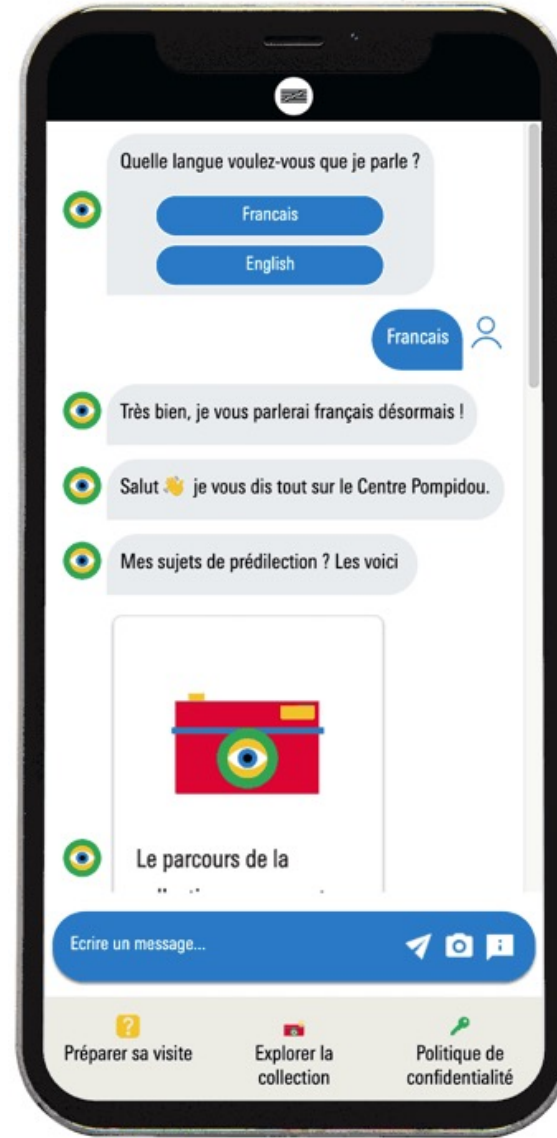 Quelle langue voulez-vous que je parle ?
Francais
English
Francais
Très bien, je vous parlerai français désormais !
Salut 👋 je vous dis tout sur le Centre Pompidou.
Mes sujets de prédilection ? Les voici
Le parcours de la
Ecrire un message...
Préparer sa visite
Explorer la
collection
Politique de
confidentialité